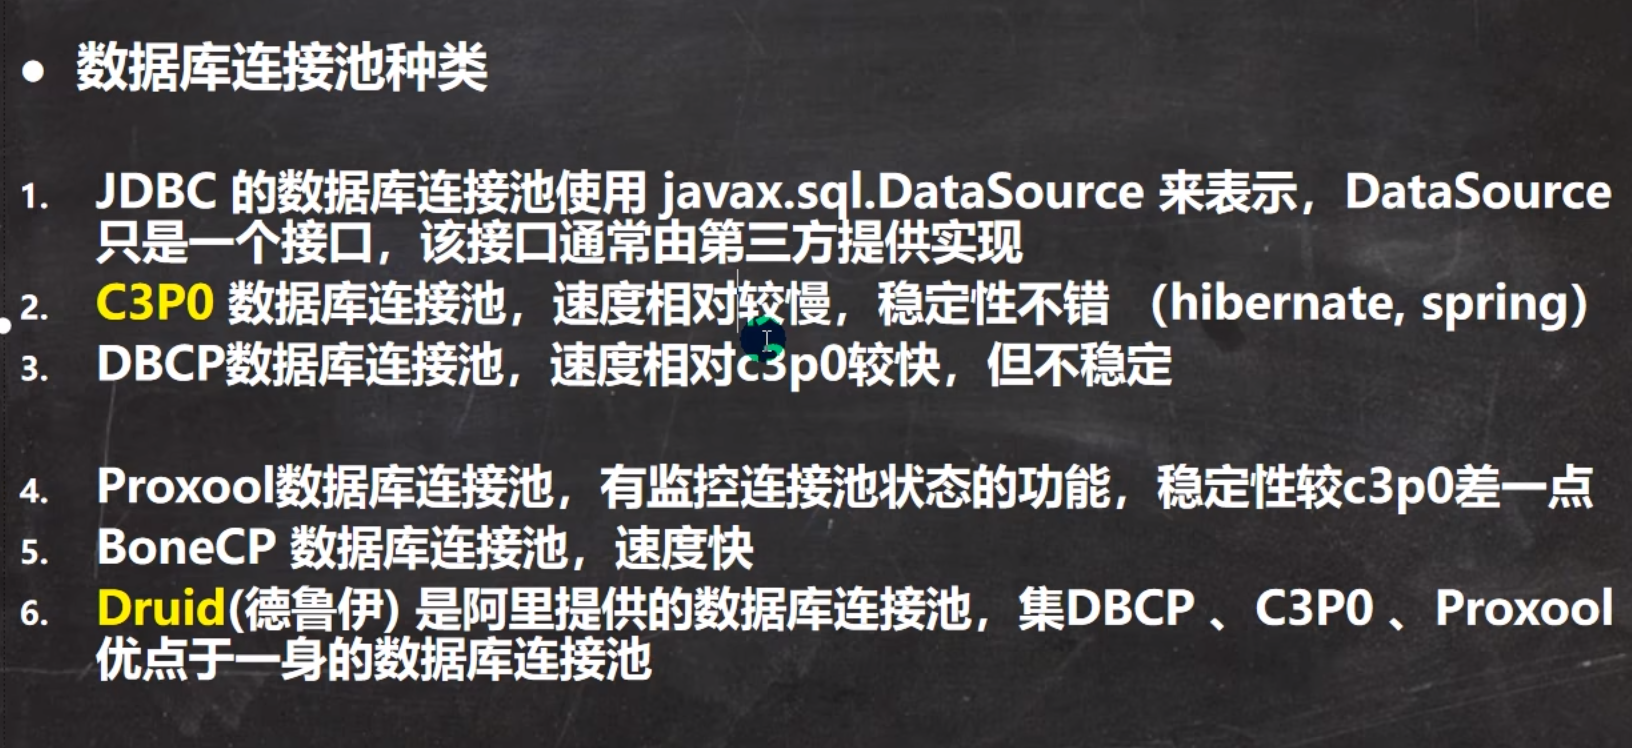 ● 数据库连接池种类
1. JDBC 的数据库连接池使用 javax.sql.DataSource 来表示，DataSource
只是一个接口，该接口通常由第三方提供实现
2. C3P0 数据库连接池，速度相对较慢，稳定性不错 （hibernate, spring）
3. DBCP数据库连接池，速度相对c3p0较快，但不稳定
4. Proxool数据库连接池，有监控连接池状态的功能，稳定性较c3p0差一点
5. BoneCP 数据库连接池，速度快
6. Druid(德鲁伊) 是阿里提供的数据库连接池，集DBCP 、C3P0 、Proxool
优点于一身的数据库连接池